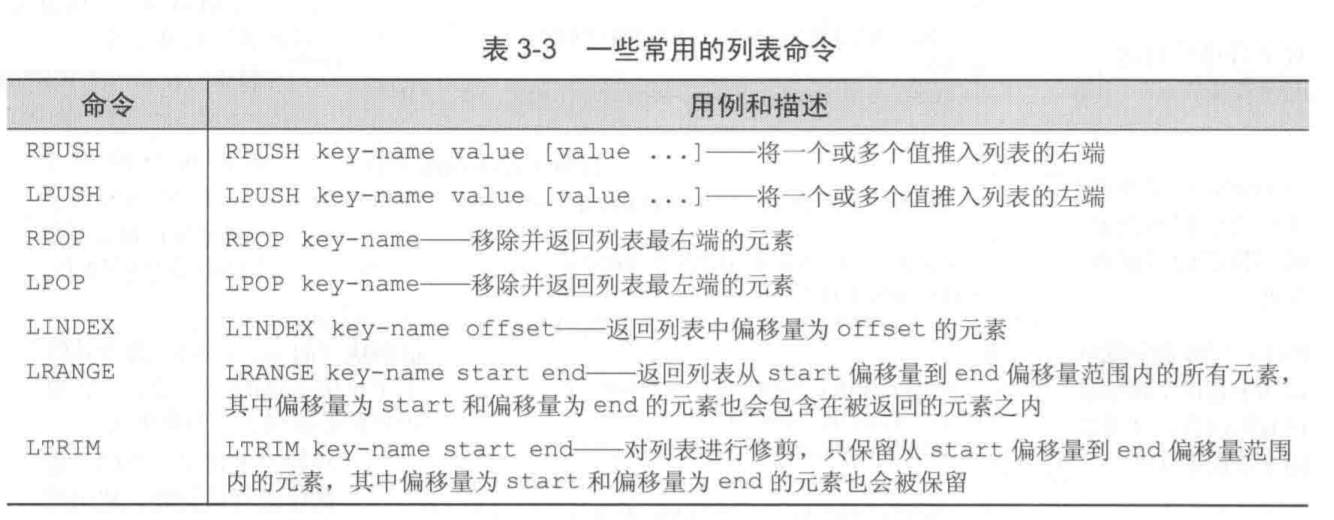 表 3-3 一些常用的列表命令
命令 用例和描述
RPUSH RPUSH key-name value [value ...]——将一个或多个值推入列表的右端
LPUSH LPUSH key-name value [value ...]——将一个或多个值推入列表的左端
RPOP RPOP key-name——移除并返回列表最右端的元素
LPOP LPOP key-name——移除并返回列表最左端的元素
LINDEX LINDEX key-name offset——返回列表中偏移量为 offset 的元素
LRANGE LRANGE key-name start end——返回列表从 start 偏移量到 end 偏移量范围内的所有元素，
其中偏移量为 start 和偏移量为 end 的元素也会包含在被返回的元素之内
LTRIM LTRIM key-name start end——对列表进行修剪，只保留从 start 偏移量到 end 偏移量范围
内的元素，其中偏移量为 start 和偏移量为 end 的元素也会被保留